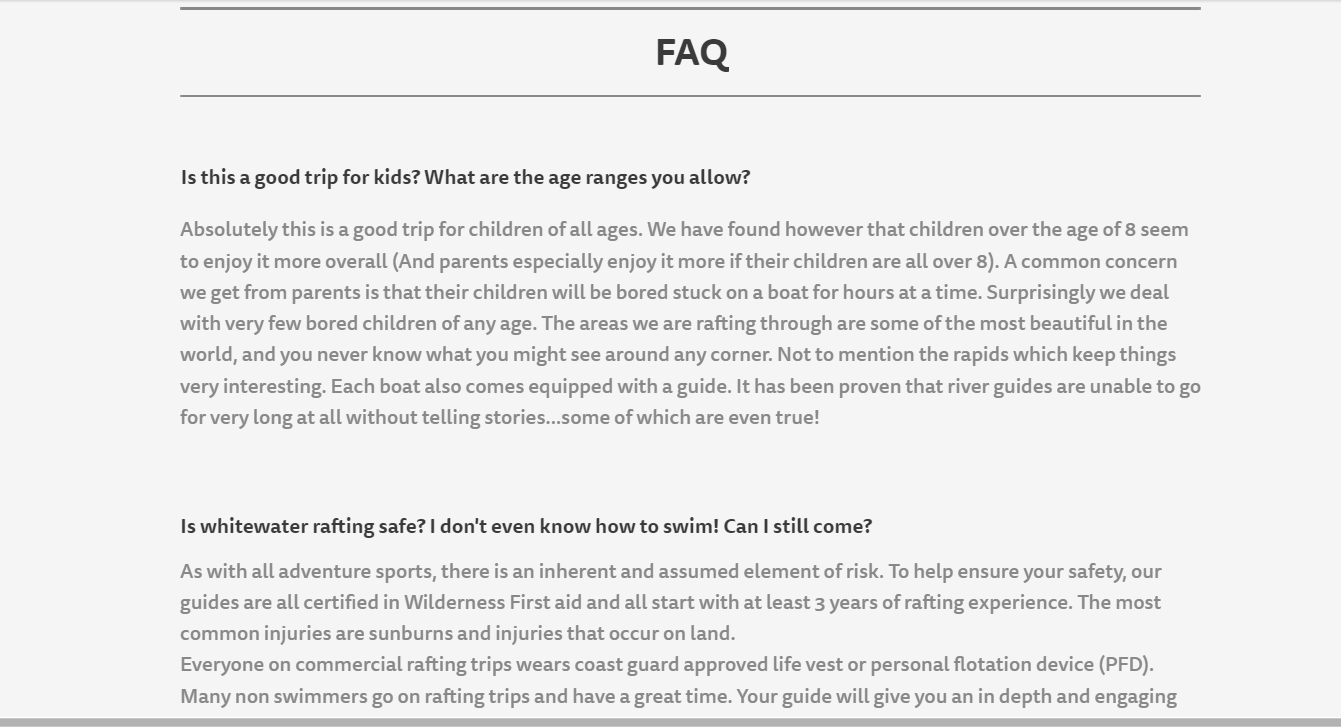 FAQ
Is this a good trip for kids? What are the age ranges you allow?
Absolutely this is a good trip for children of all ages. We have found however that children over the age of 8 seem
to enjoy it more overall (And parents especially enjoy it more if their children are all over 8). A common concern
we get from parents is that their children will be bored stuck on a boat for hours at a time. Surprisingly we deal
with very few bored children of any age. The areas we are rafting through are some of the most beautiful in the
world, and you never know what you might see around any corner. Not to mention the rapids which keep things
very interesting. Each boat also comes equipped with a guide. It has been proven that river guides are unable to go
for very long at all without telling stories...some of which are even true!
Is whitewater rafting safe? I don't even know how to swim! Can I still come?
As with all adventure sports, there is an inherent and assumed element of risk. To help ensure your safety, our
guides are all certified in Wilderness First aid and all start with at least 3 years of rafting experience. The most
common injuries are sunburns and injuries that occur on land.
Everyone on commercial rafting trips wears coast guard approved life vest or personal flotation device (PFD).
Many non swimmers go on rafting trips and have a great time. Your guide will give you an in depth and engaging